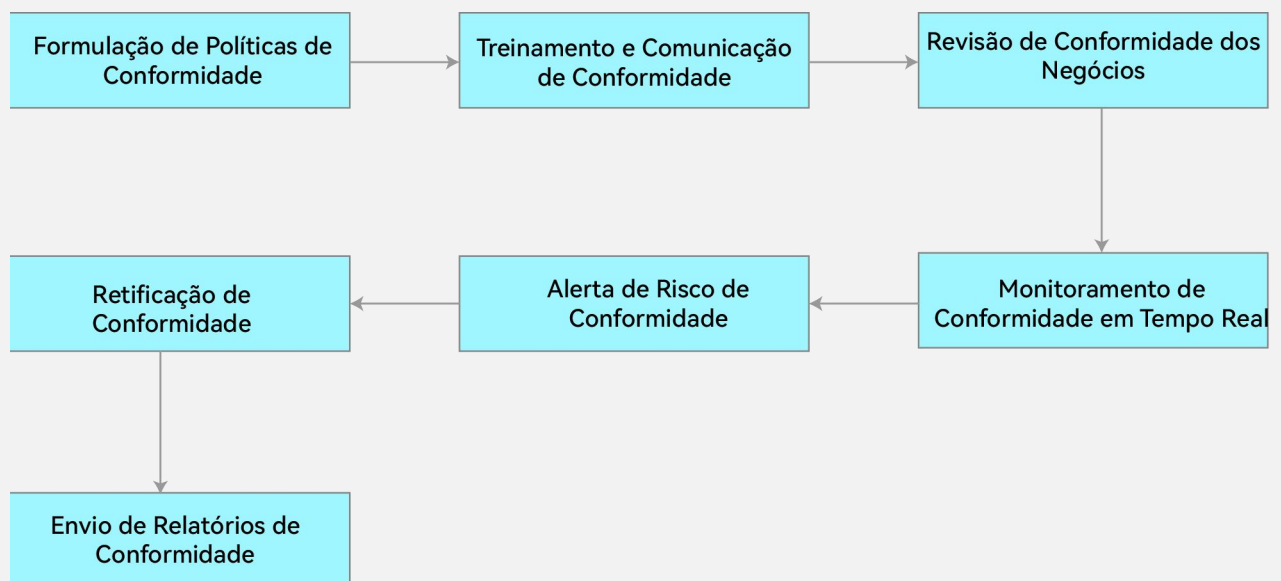 Formulação de Políticas de
Conformidade
Treinamento e Comunicação
de Conformidade
Revisão de Conformidade dos
Negócios
Monitoramento de
Conformidade em Tempo Real
Alerta de Risco de
Conformidade
Retificação de
Conformidade
Envio de Relatórios de
Conformidade